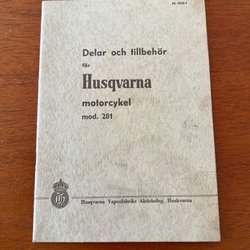 Delar och tillbehör
för
Husqvarna
motorcykel
mod. 281
Husqvarna Vapenfabriks Aktiebolag, Huskvarna